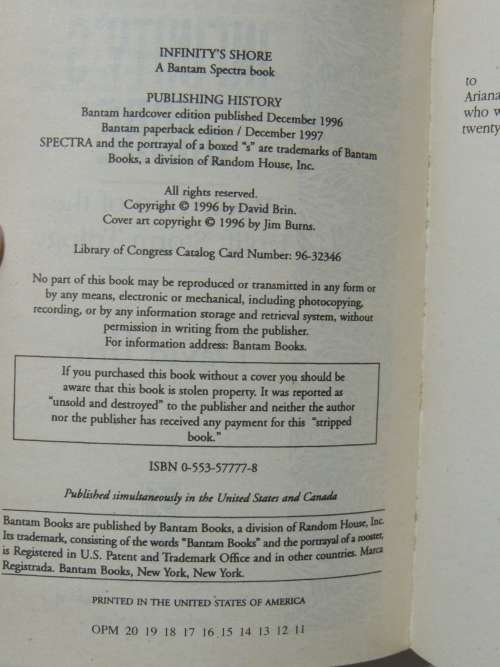 INFINITY'S SHORE
A Bantam Spectra book
PUBLISHING HISTORY
Bantam hardcover edition published December 1996
Bantam paperback edition / December 1997
SPECTRA and the portrayal of a boxed "s" are trademarks of Bantam
Books, a division of Random House, Inc.
All rights reserved.
Copyright © 1996 by David Brin.
Cover art copyright © 1996 by Jim Burns.
Library of Congress Catalog Card Number: 96-32346
No part of this book may be reproduced or transmitted in any form or
by any means, electronic or mechanical, including photocopying,
recording, or by any information storage and retrieval system, without
permission in writing from the publisher.
For information address: Bantam Books.
If you purchased this book without a cover you should be
aware that this book is stolen property. It was reported as
"unsold and destroyed" to the publisher and neither the author
nor the publisher has received any payment for this "stripped
book."
ISBN 0-553-57777-8
Published simultaneously in the United States and Canada
Bantam Books are published by Bantam Books, a division of Random House, Inc.
Its trademark, consisting of the words "Bantam Books" and the portrayal of a rooster,
is Registered in U.S. Patent and Trademark Office and in other countries. Marca
Registrada. Bantam Books, New York, New York.
PRINTED IN THE UNITED STATES OF AMERICA
OPM 20 19 18 17 16 15 14 13 12 11
to
Ariana
who w
twenty